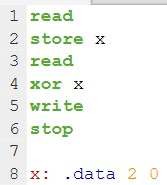 1 read
2 store x
3 read
4 xor x
5 write
6 stop
7
8 x: .data 2 0